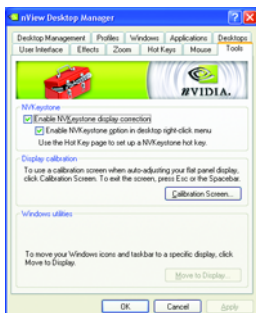 nView Desktop Manager
Desktop Management Profiles Windows Applications Desktops
User Interface Effects Zoom Hot Keys Mouse Tools
NVIDIA.
NVKeystone
Enable NVKeystone display correction
Enable NVKeystone option in desktop right-click menu
Use the Hot Key page to set up a NVKeystone hot key.
Display calibration
To use a calibration screen when auto-adjusting your flat panel display,
click Calibration Screen. To exit the screen, press Esc or the Spacebar.
Calibration Screen...
Windows utilities
To move your Windows icons and taskbar to a specific display, click
Move to Display.
Move to Display...
OK Cancel Apply